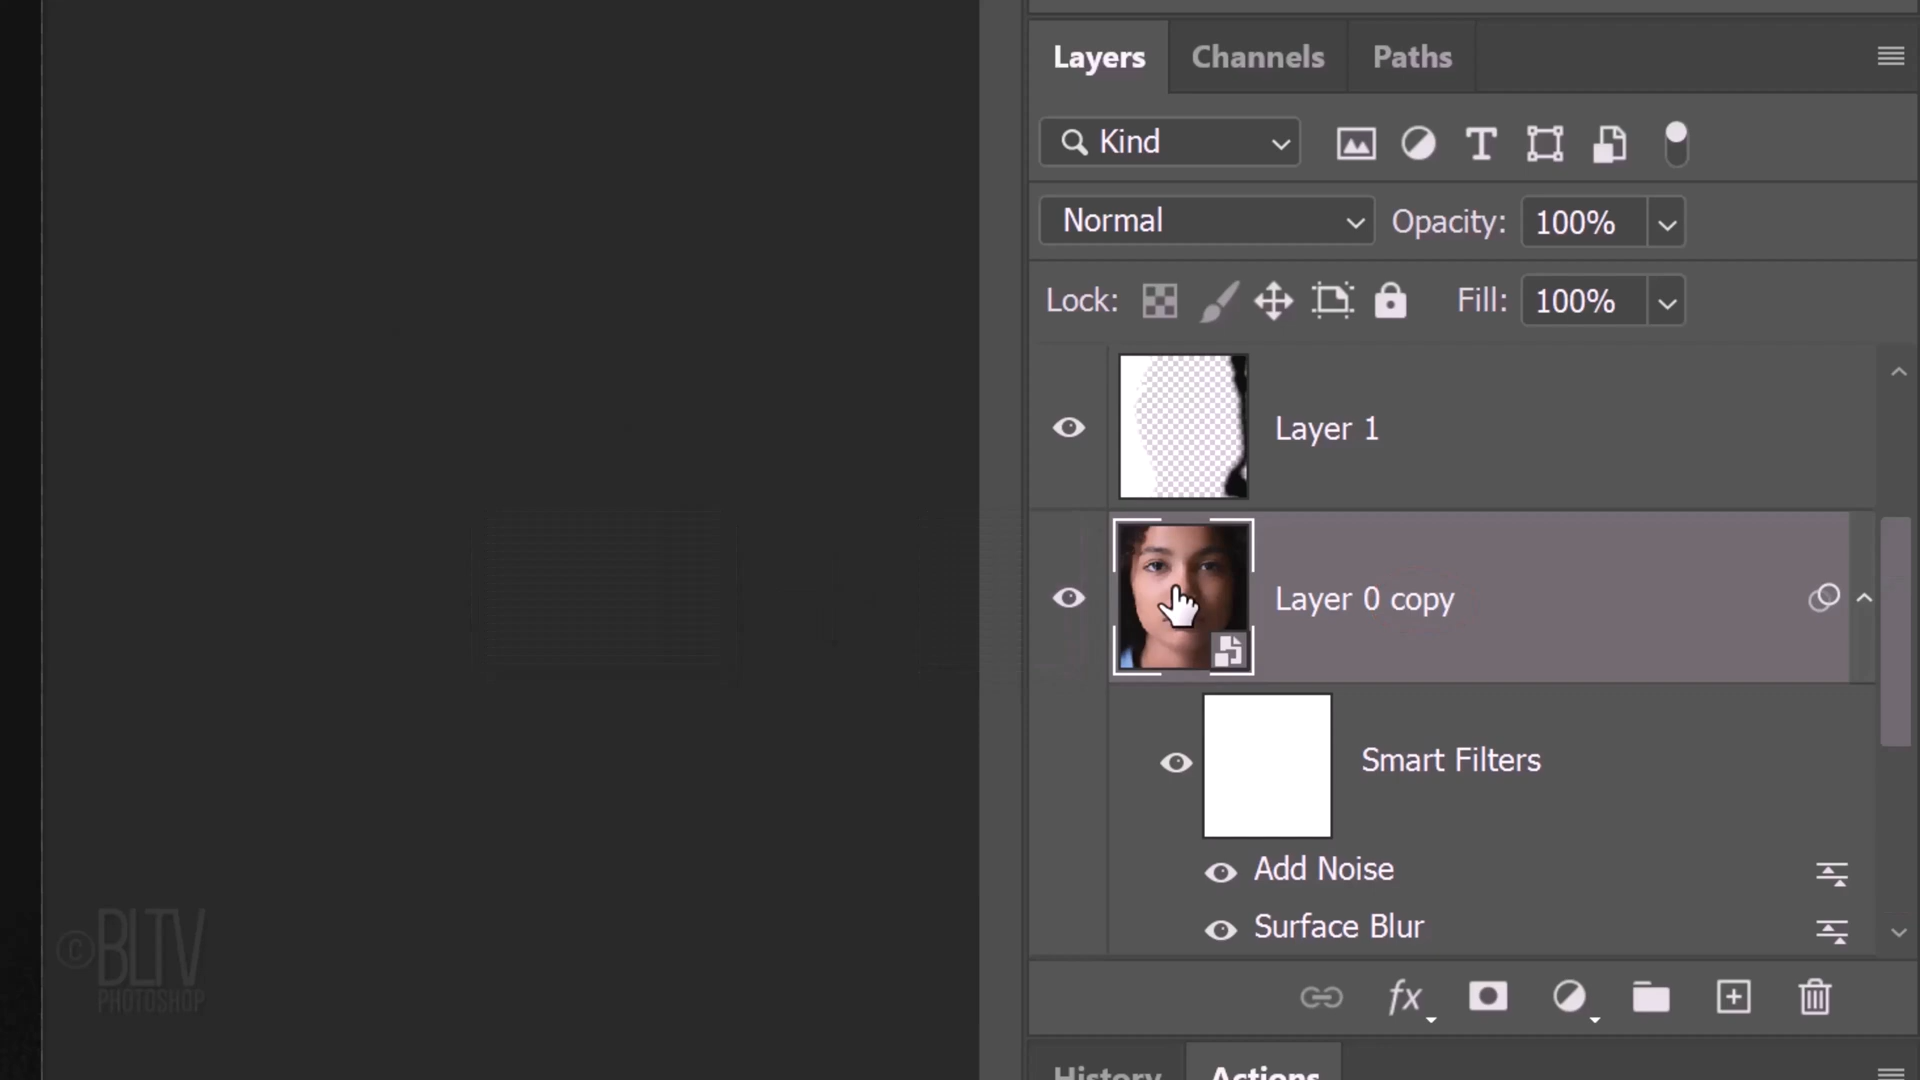 Layers Channels Paths
Kind
Normal Opacity: 100%
Lock: Fill: 100%
Layer 1
Layer 0 copy
Smart Filters
Add Noise
Surface Blur
fx
History Actions
© BLTV
PHOTOSHOP